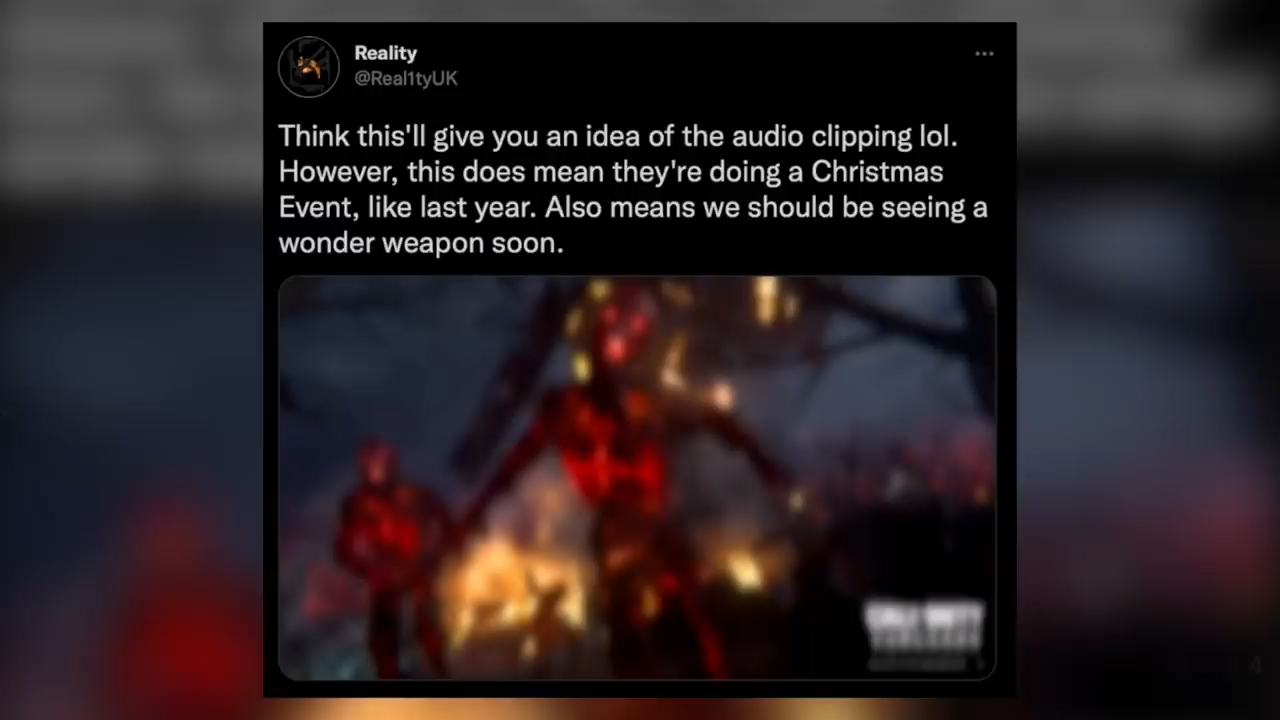 Reality
@Real1tyUK
Think this'll give you an idea of the audio clipping lol.
However, this does mean they're doing a Christmas
Event, like last year. Also means we should be seeing a
wonder weapon soon.